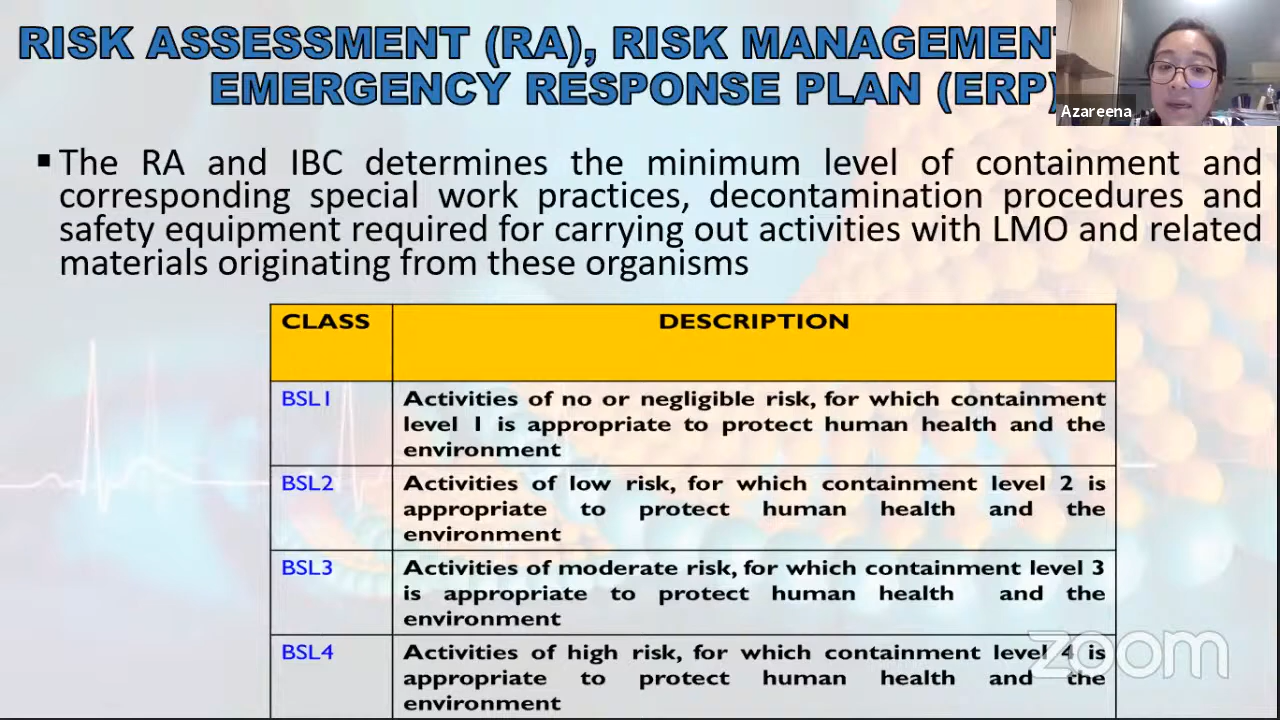 RISK ASSESSMENT (RA), RISK MANAGEMENT
EMERGENCY RESPONSE PLAN (ERP)
Azareena
▪ The RA and IBC determines the minimum level of containment and
corresponding special work practices, decontamination procedures and
safety equipment required for carrying out activities with LMO and related
materials originating from these organisms
CLASS DESCRIPTION
BSL1 Activities of no or negligible risk, for which containment
level 1 is appropriate to protect human health and the
environment
BSL2 Activities of low risk, for which containment level 2 is
appropriate to protect human health and the
environment
BSL3 Activities of moderate risk, for which containment level 3
is appropriate to protect human health and the
environment
BSL4 Activities of high risk, for which containment level 4 is
appropriate to protect human health and the
environment
zoom